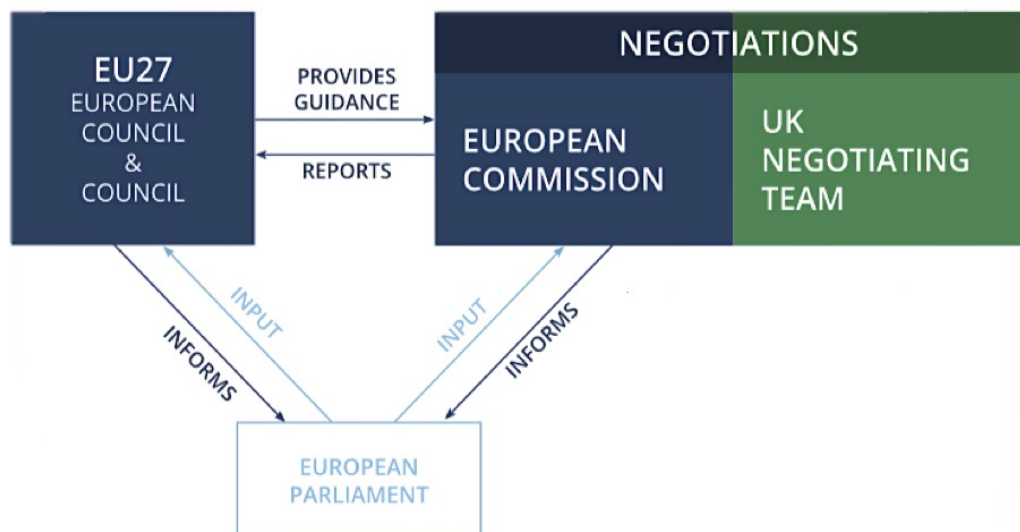 EU27
EUROPEAN
COUNCIL
&
COUNCIL
PROVIDES
GUIDANCE
REPORTS
NEGOTIATIONS
EUROPEAN
COMMISSION
UK
NEGOTIATING
TEAM
INFORMS
INPUT
INPUT
INFORMS
EUROPEAN
PARLIAMENT